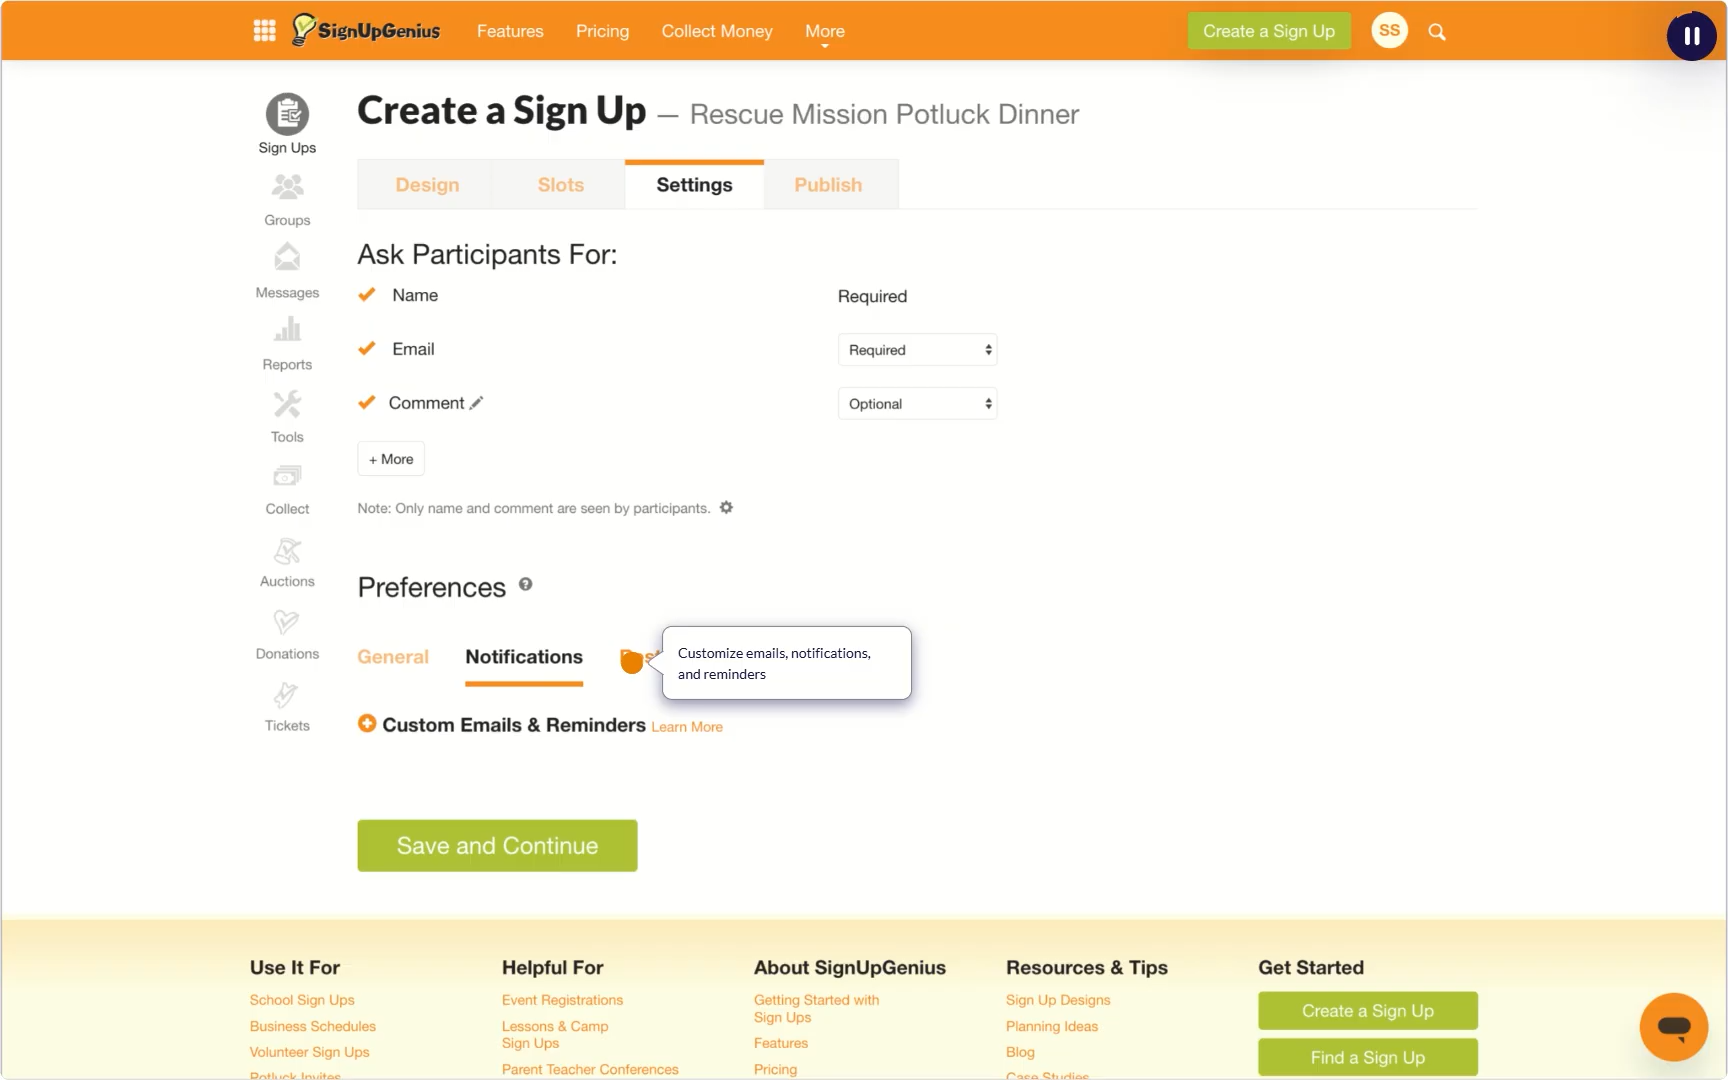 SignUpGenius
Features
Pricing
Collect Money
More
Create a Sign Up
SS
Sign Ups
Groups
Messages
Reports
Tools
Collect
Auctions
Donations
Tickets
Create a Sign Up — Rescue Mission Potluck Dinner
Design
Slots
Settings
Publish
Ask Participants For:
Name
Required
Email
Required
Comment
Optional
+ More
Note: Only name and comment are seen by participants.
Preferences
General
Notifications
Customize emails, notifications,
and reminders
Custom Emails & Reminders Learn More
Save and Continue
Use It For
School Sign Ups
Business Schedules
Volunteer Sign Ups
Potluck Invites
Helpful For
Event Registrations
Lessons & Camp
Sign Ups
Parent Teacher Conferences
About SignUpGenius
Getting Started with
Sign Ups
Features
Pricing
Resources & Tips
Sign Up Designs
Planning Ideas
Blog
Case Studies
Get Started
Create a Sign Up
Find a Sign Up